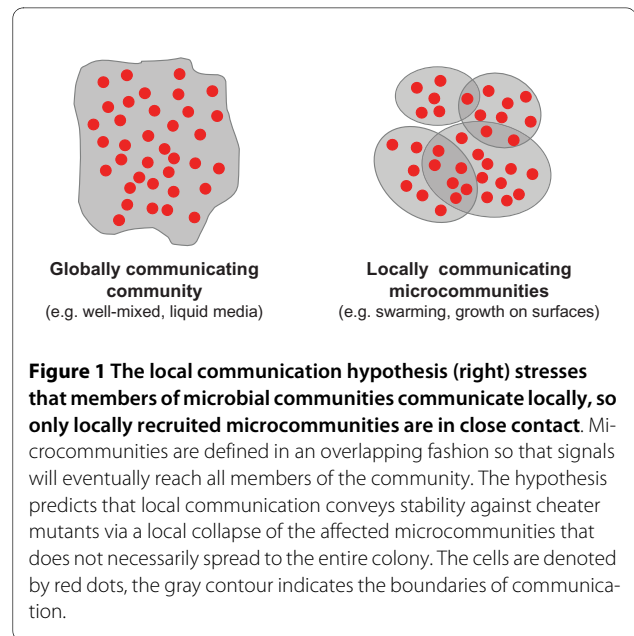 Globally communicating
community
(e.g. well-mixed, liquid media)
Locally communicating
microcommunities
(e.g. swarming, growth on surfaces)
Figure 1 The local communication hypothesis (right) stresses
that members of microbial communities communicate locally, so
only locally recruited microcommunities are in close contact. Mi-
crocommunities are defined in an overlapping fashion so that signals
will eventually reach all members of the community. The hypothesis
predicts that local communication conveys stability against cheater
mutants via a local collapse of the affected microcommunities that
does not necessarily spread to the entire colony. The cells are denoted
by red dots, the gray contour indicates the boundaries of communica-
tion.